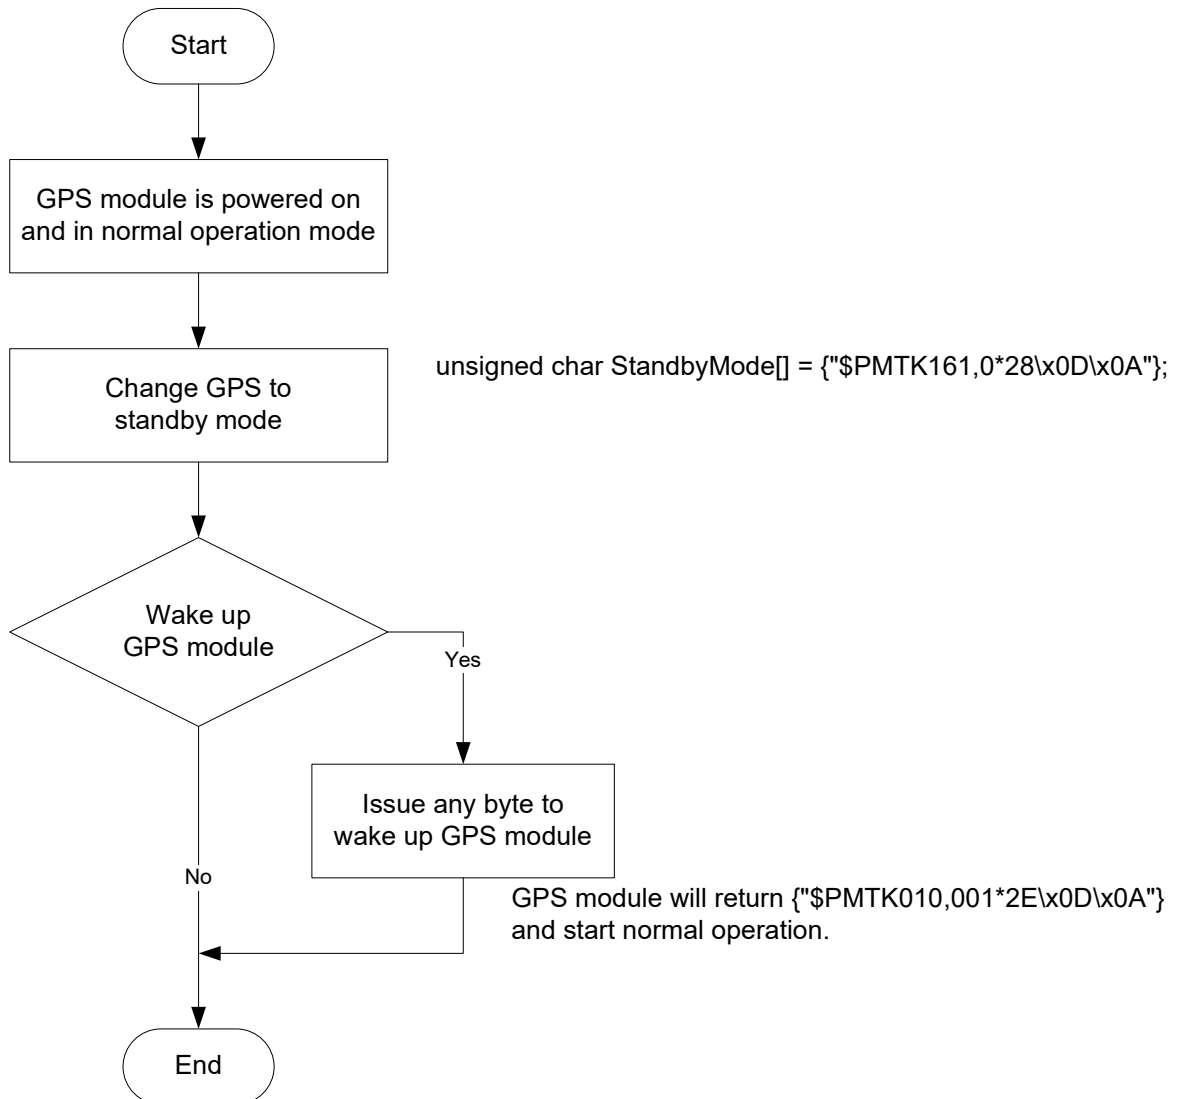 Start
GPS module is powered on
and in normal operation mode
Change GPS to
standby mode
unsigned char StandbyMode[] = {"$PMTK161,0*28\x0D\x0A"};
Wake up
GPS module
Yes
Issue any byte to
wake up GPS module
No
GPS module will return {"$PMTK010,001*2E\x0D\x0A"}
and start normal operation.
End